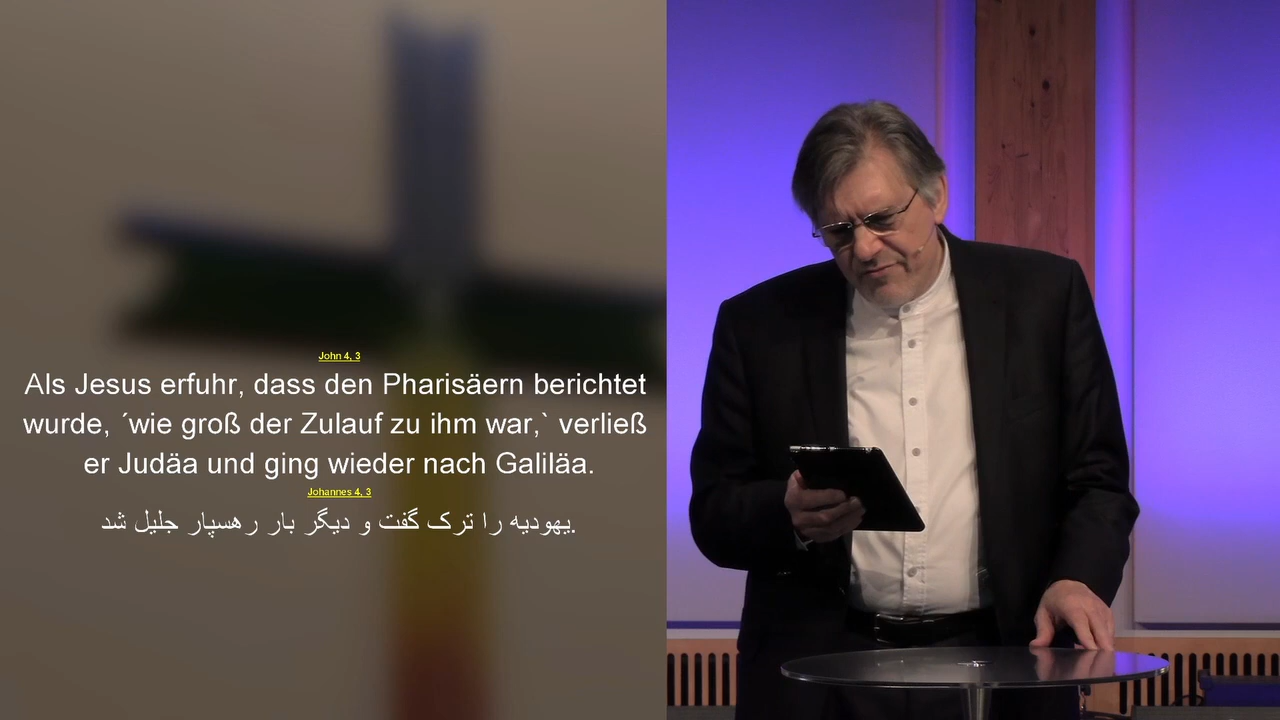 John 4, 3
Als Jesus erfuhr, dass den Pharisäern berichtet
wurde, ´wie groß der Zulauf zu ihm war,` verließ
er Judäa und ging wieder nach Galiläa.
Johannes 4, 3
یهودیه را ترک گفت و دیگر بار رهسپار جلیل شد.